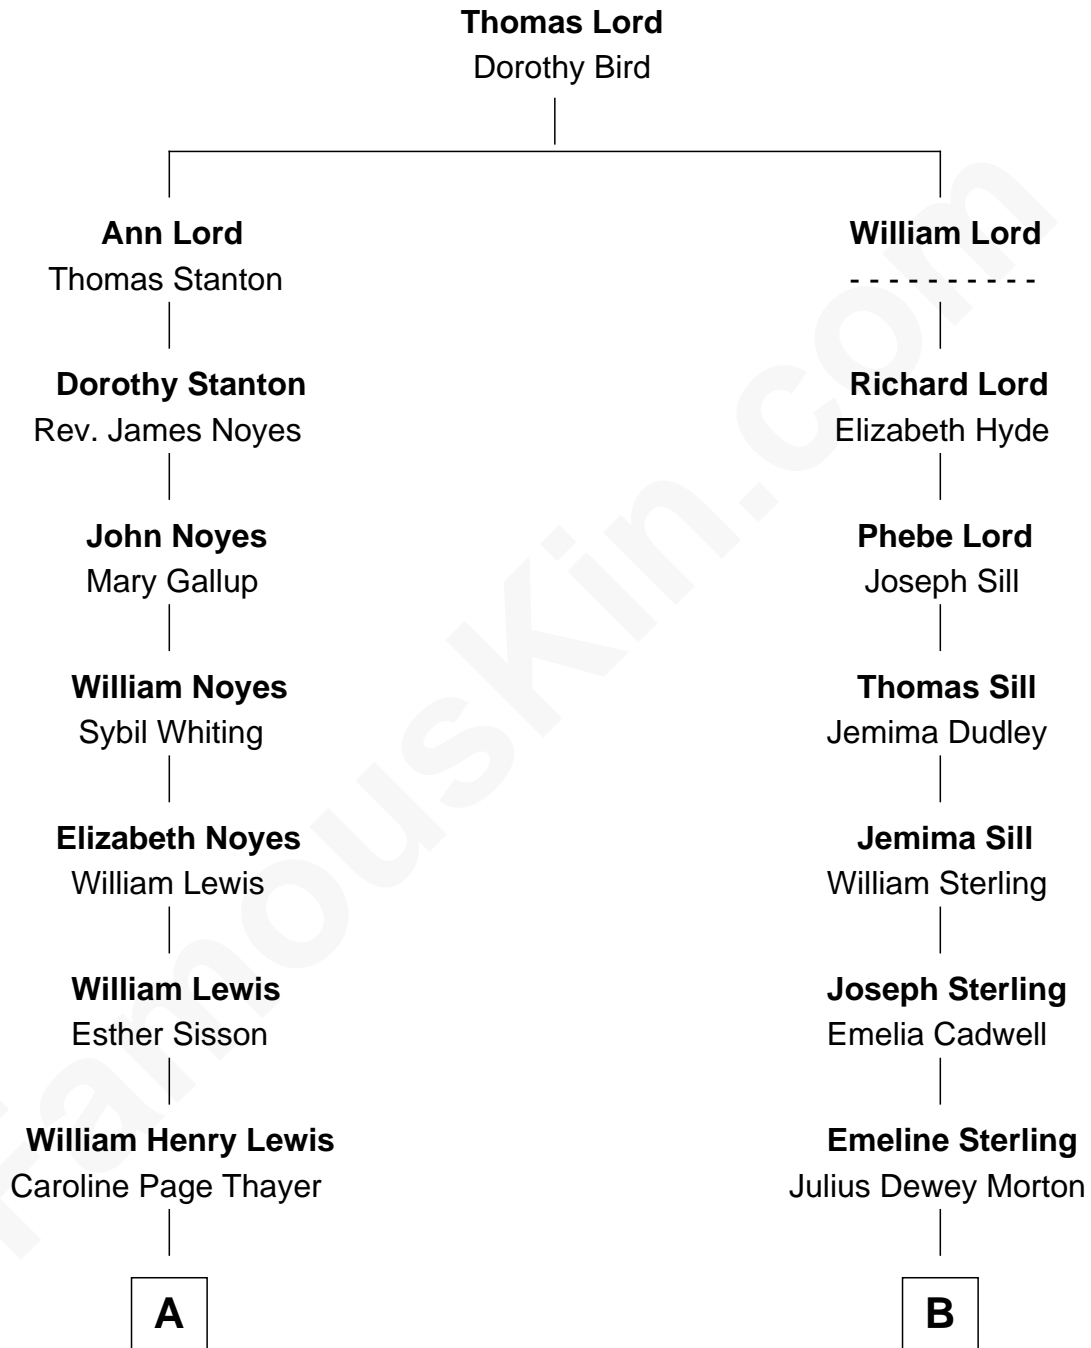 Thomas Lord
Dorothy Bird
Ann Lord
Thomas Stanton
William Lord
- - - - - - - - - -
Dorothy Stanton
Rev. James Noyes
Richard Lord
Elizabeth Hyde
John Noyes
Mary Gallup
Phebe Lord
Joseph Sill
William Noyes
Sybil Whiting
Thomas Sill
Jemima Dudley
Elizabeth Noyes
William Lewis
Jemima Sill
William Sterling
William Lewis
Esther Sisson
Joseph Sterling
Emelia Cadwell
William Henry Lewis
Caroline Page Thayer
Emeline Sterling
Julius Dewey Morton
A
B
FamousKin.com